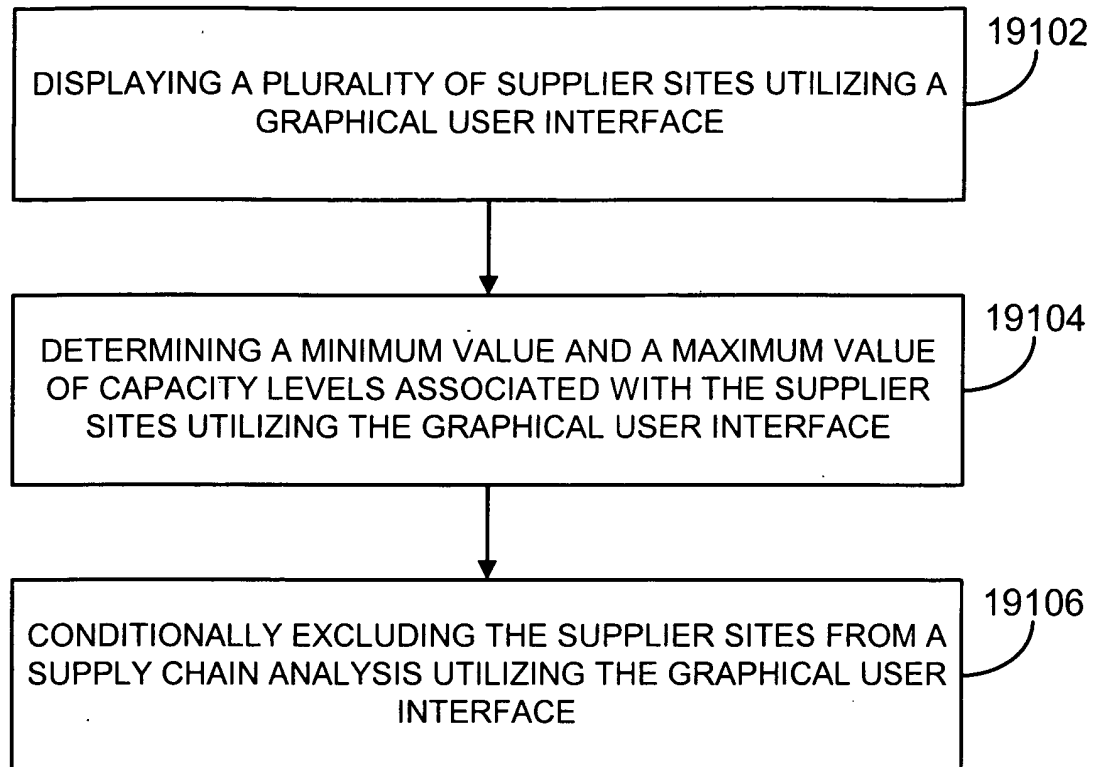 19102
DISPLAYING A PLURALITY OF SUPPLIER SITES UTILIZING A
GRAPHICAL USER INTERFACE
19104
DETERMINING A MINIMUM VALUE AND A MAXIMUM VALUE
OF CAPACITY LEVELS ASSOCIATED WITH THE SUPPLIER
SITES UTILIZING THE GRAPHICAL USER INTERFACE
19106
CONDITIONALLY EXCLUDING THE SUPPLIER SITES FROM A
SUPPLY CHAIN ANALYSIS UTILIZING THE GRAPHICAL USER
INTERFACE